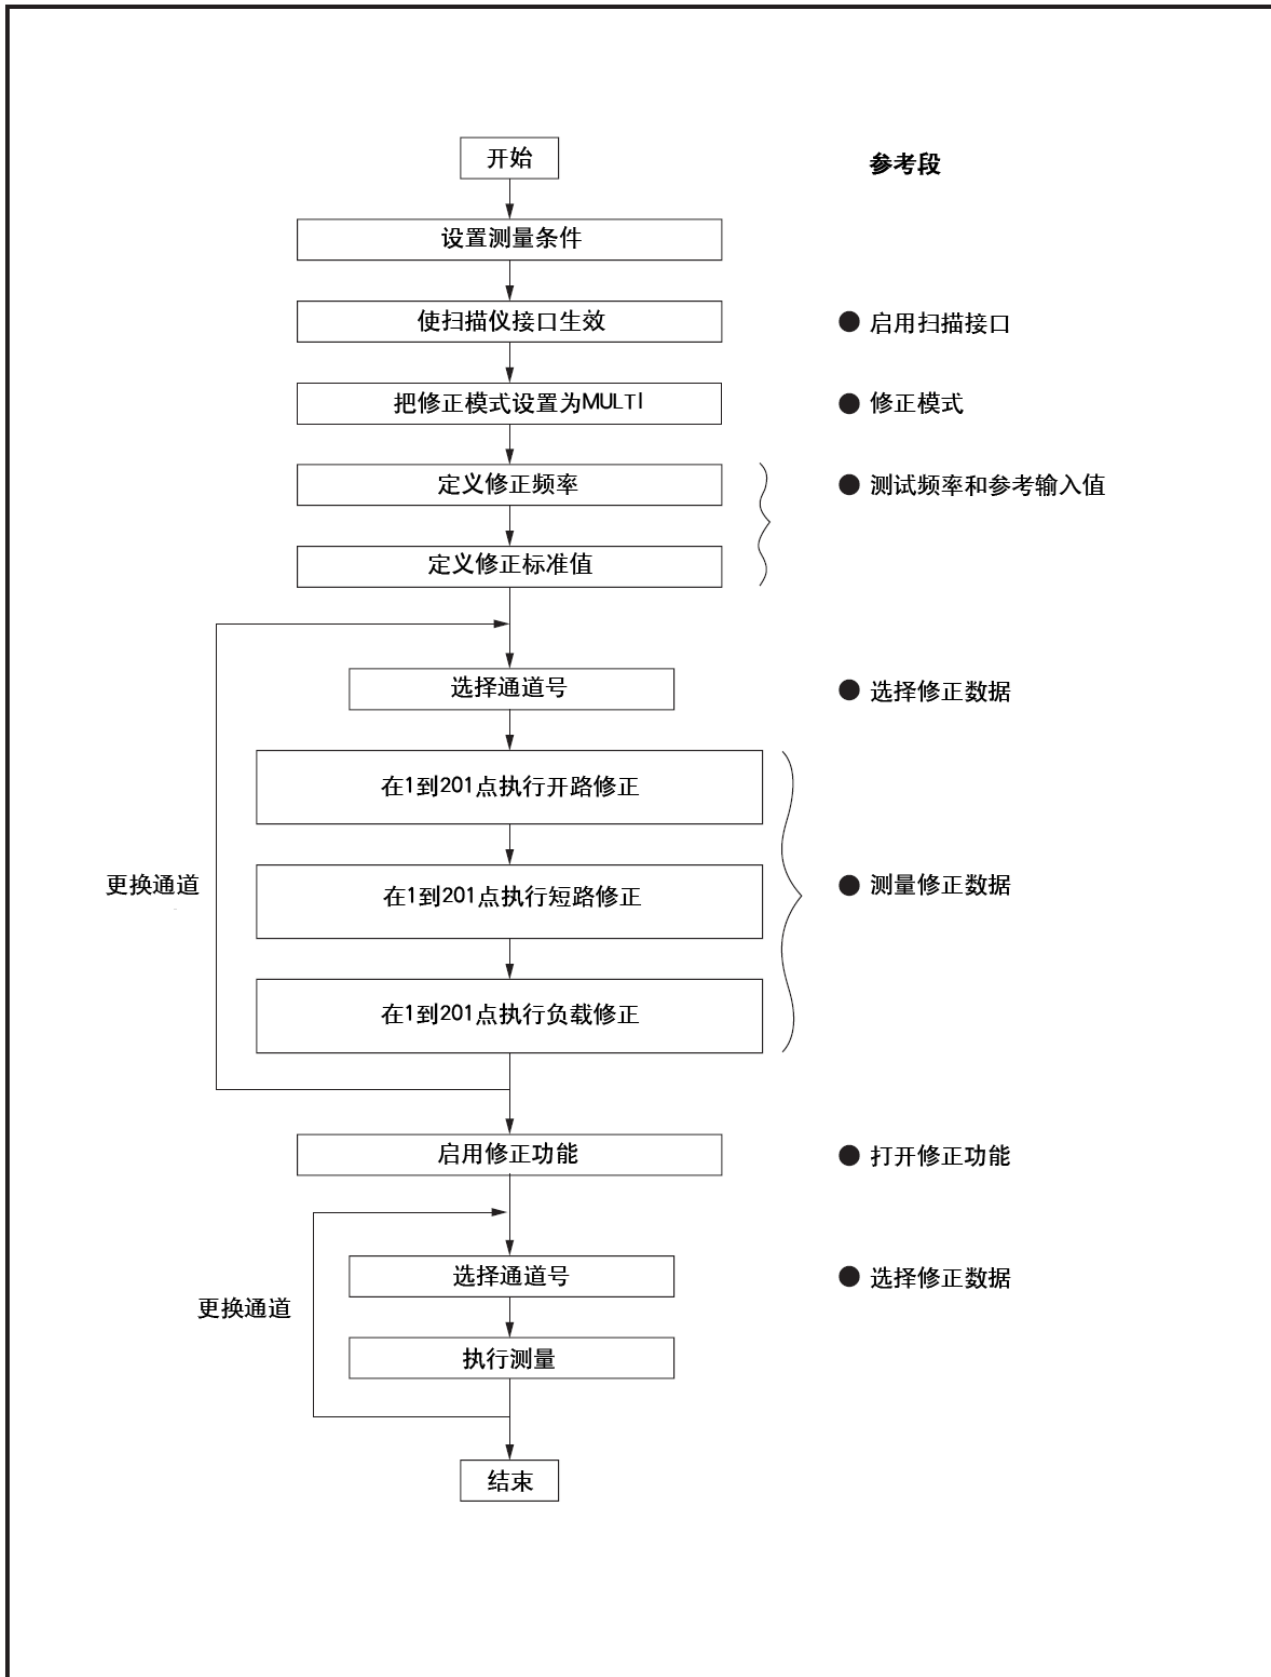 开始
参考段
设置测量条件
使扫描仪接口生效
● 启用扫描接口
把修正模式设置为MULTI
● 修正模式
定义修正频率
● 测试频率和参考输入值
定义修正标准值
选择通道号
● 选择修正数据
在1到201点执行开路修正
更换通道
在1到201点执行短路修正
● 测量修正数据
在1到201点执行负载修正
启用修正功能
● 打开修正功能
选择通道号
● 选择修正数据
更换通道
执行测量
结束